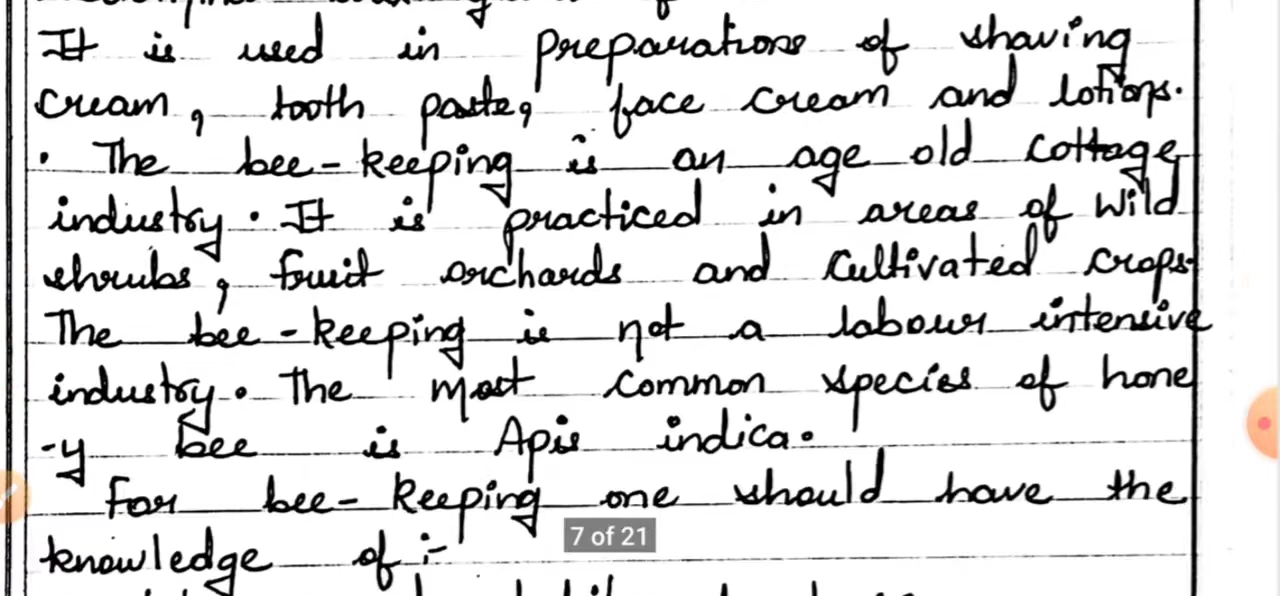 It is used in preparations of shaving
cream, tooth paste, face cream and lotions.
. The bee-keeping is an age old cottage
industry. It is practiced in areas of wild
shrubs, fruit orchards and cultivated crops.
The bee-keeping is not a labour intensive
industry. The most common species of hone
-y bee is Apis indica.
For bee-keeping one should have the
7 of 21
knowledge of :-